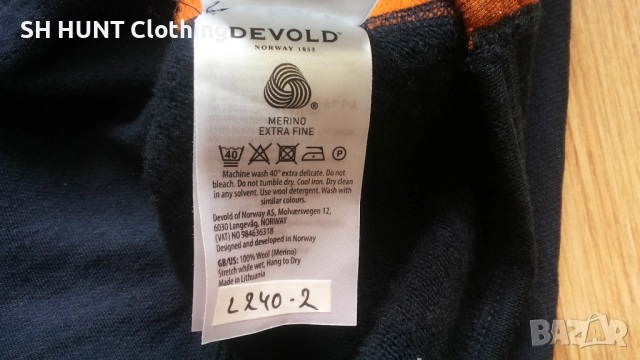 SH HUNT Clothing
DEVOLD®
NORWAY 1853
®
MERINO
EXTRA FINE
40 P
Machine wash 40° extra delicate. Do not
bleach. Do not tumble dry. Cool iron. Dry clean
in any solvent. Use wool detergent. Wash with
similar colours.
Devold of Norway AS, Molværsvegen 12,
6030 Langevåg, NORWAY
(VAT) NO 984636318
Designed and developed in Norway
GB/US: 100% Wool (Merino)
Stretch while wet, Hang to Dry
Made in Lithuania
L240-2
BAZAR
.bg